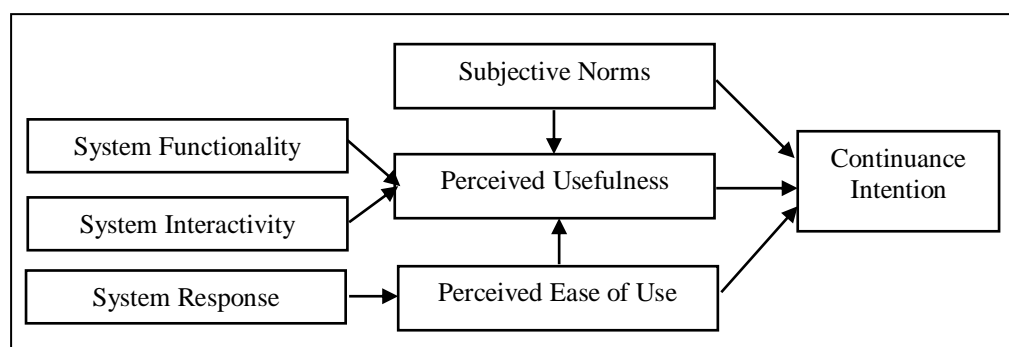 Subjective Norms
System Functionality
Perceived Usefulness
Continuance
Intention
System Interactivity
System Response
Perceived Ease of Use